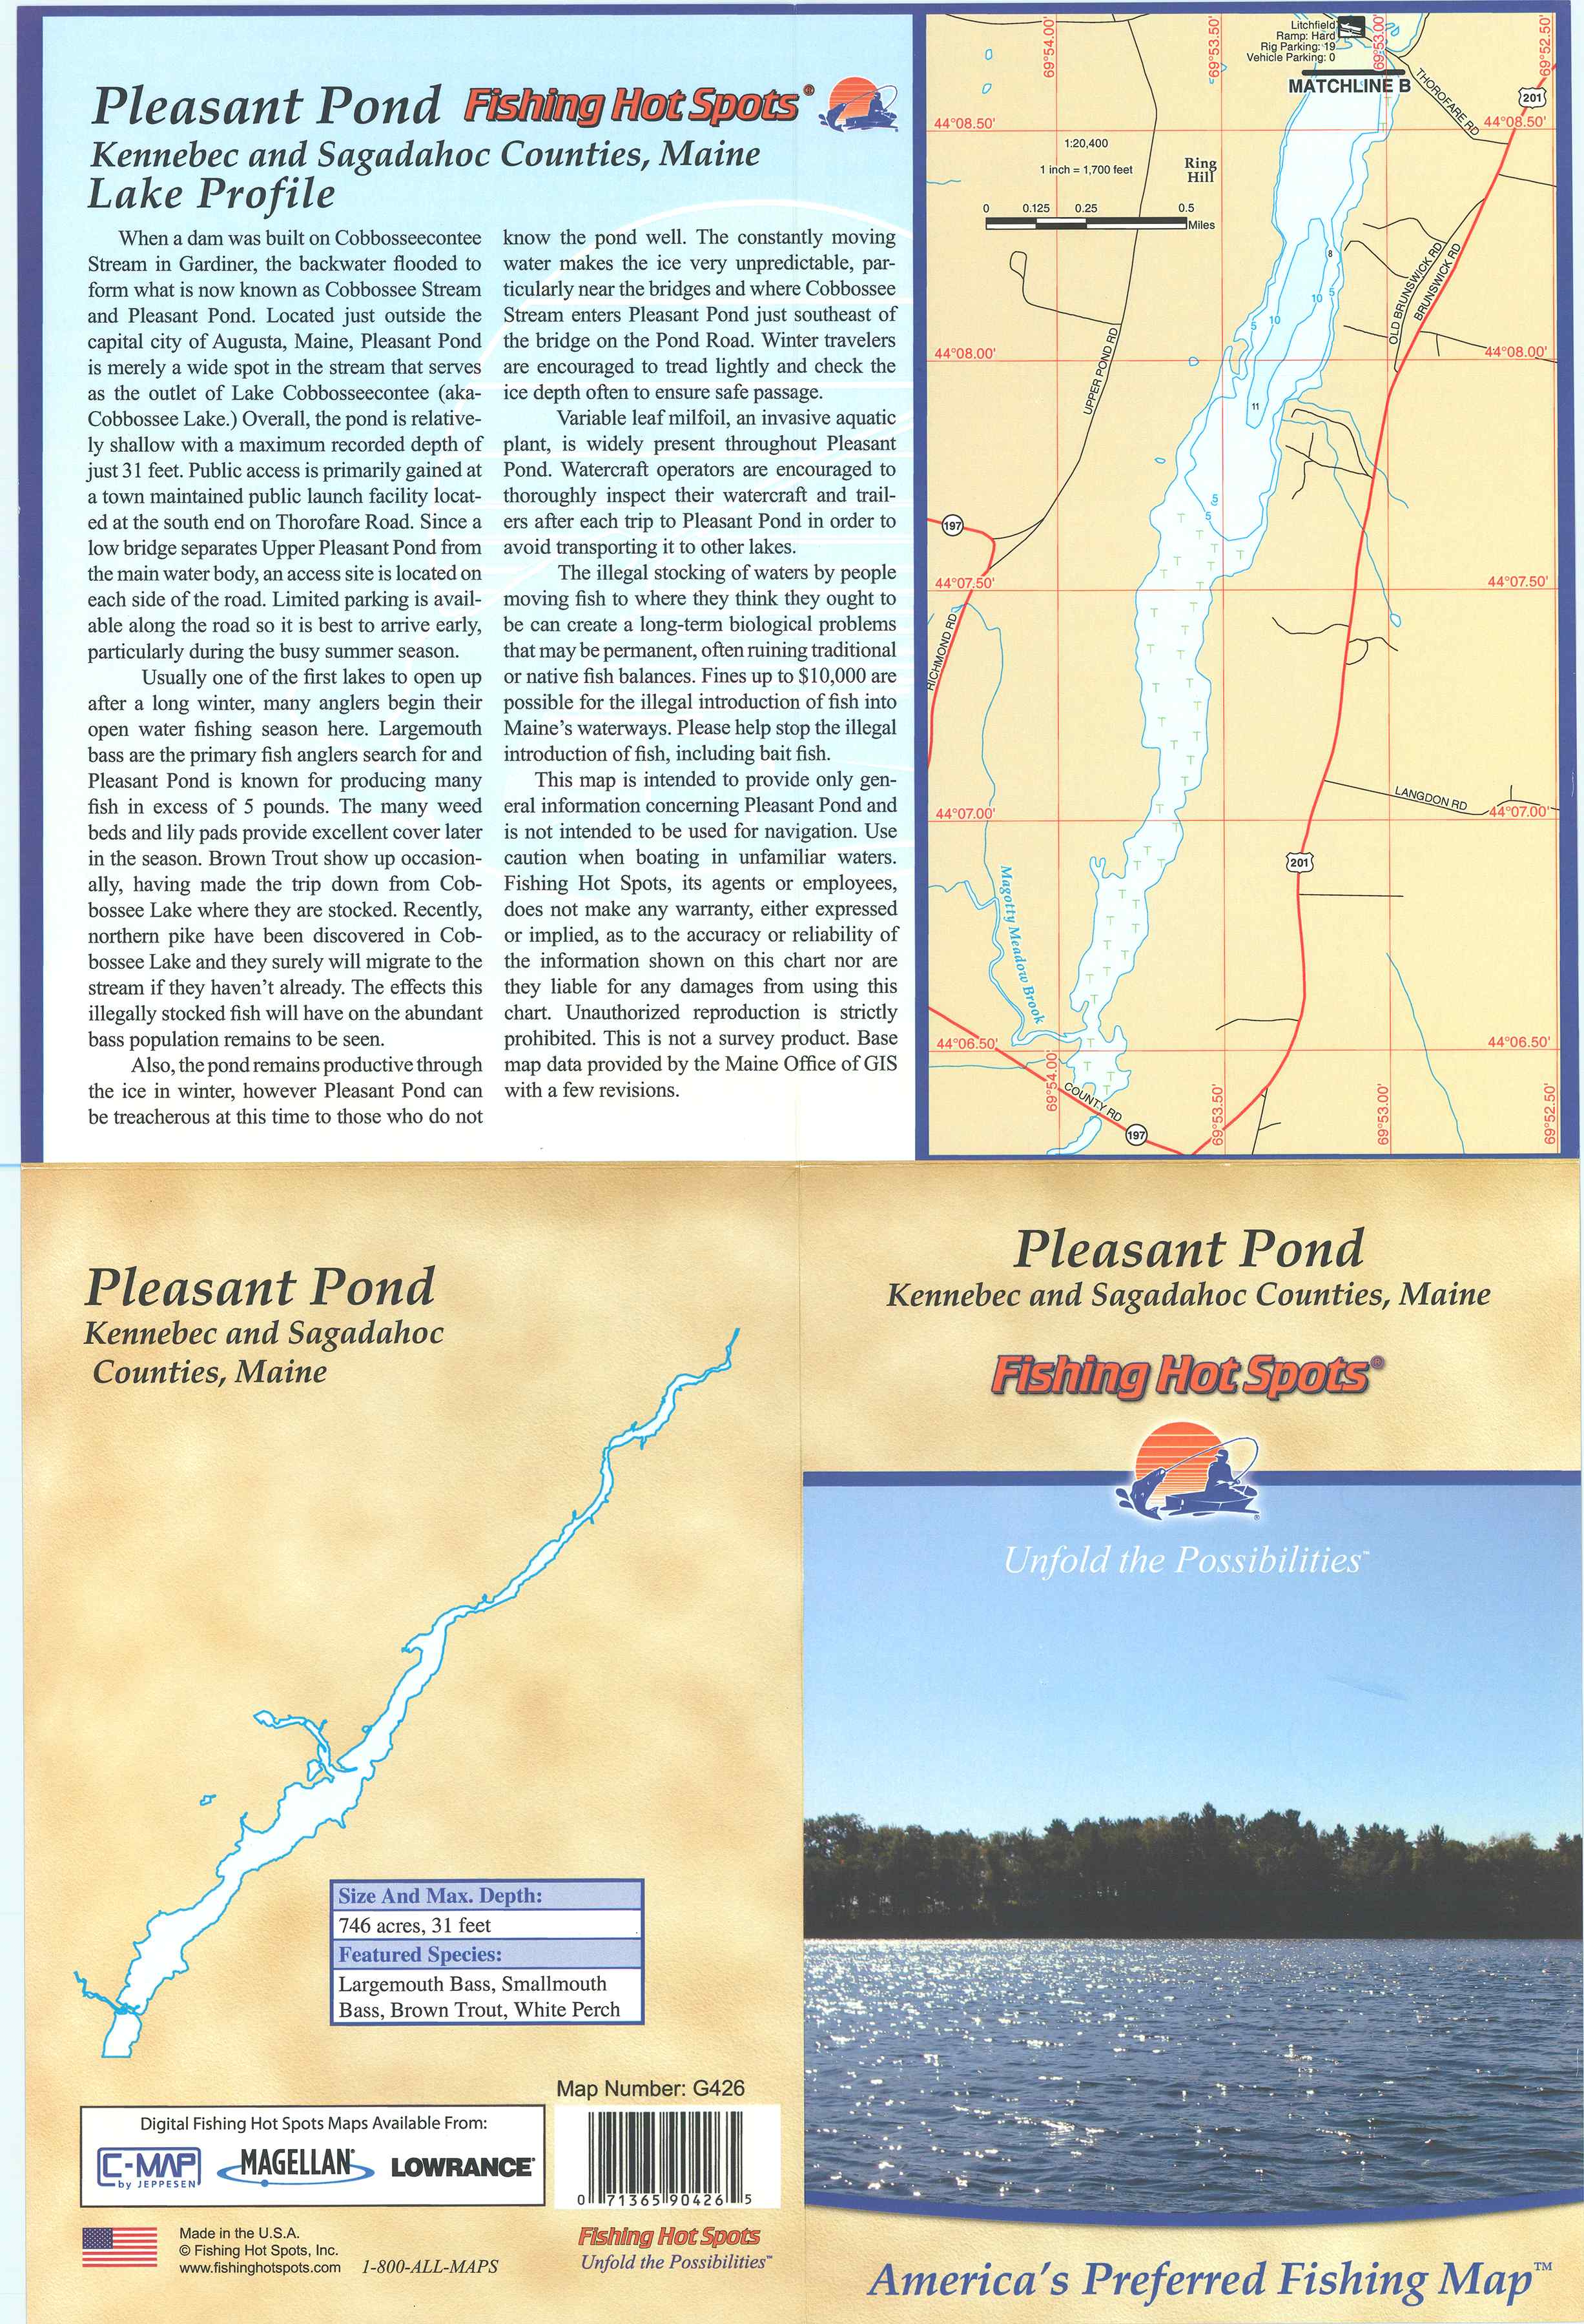 Pleasant Pond Fishing Hot Spots®
Kennebec and Sagadahoc Counties, Maine
Lake Profile
When a dam was built on Cobbosseecontee
Stream in Gardiner, the backwater flooded to
form what is now known as Cobbossee Stream
and Pleasant Pond. Located just outside the
capital city of Augusta, Maine, Pleasant Pond
is merely a wide spot in the stream that serves
as the outlet of Lake Cobbosseecontee (aka-
Cobbossee Lake.) Overall, the pond is relative-
ly shallow with a maximum recorded depth of
just 31 feet. Public access is primarily gained at
a town maintained public launch facility locat-
ed at the south end on Thorofare Road. Since a
low bridge separates Upper Pleasant Pond from
the main water body, an access site is located on
each side of the road. Limited parking is avail-
able along the road so it is best to arrive early,
particularly during the busy summer season.
Usually one of the first lakes to open up
after a long winter, many anglers begin their
open water fishing season here. Largemouth
bass are the primary fish anglers search for and
Pleasant Pond is known for producing many
fish in excess of 5 pounds. The many weed
beds and lily pads provide excellent cover later
in the season. Brown Trout show up occasion-
ally, having made the trip down from Cob-
bossee Lake where they are stocked. Recently,
northern pike have been discovered in Cob-
bossee Lake and they surely will migrate to the
stream if they haven't already. The effects this
illegally stocked fish will have on the abundant
bass population remains to be seen.
Also, the pond remains productive through
the ice in winter, however Pleasant Pond can
be treacherous at this time to those who do not
know the pond well. The constantly moving
water makes the ice very unpredictable, par-
ticularly near the bridges and where Cobbossee
Stream enters Pleasant Pond just southeast of
the bridge on the Pond Road. Winter travelers
are encouraged to tread lightly and check the
ice depth often to ensure safe passage.
Variable leaf milfoil, an invasive aquatic
plant, is widely present throughout Pleasant
Pond. Watercraft operators are encouraged to
thoroughly inspect their watercraft and trail-
ers after each trip to Pleasant Pond in order to
avoid transporting it to other lakes.
The illegal stocking of waters by people
moving fish to where they think they ought to
be can create a long-term biological problems
that may be permanent, often ruining traditional
or native fish balances. Fines up to $10,000 are
possible for the illegal introduction of fish into
Maine's waterways. Please help stop the illegal
introduction of fish, including bait fish.
This map is intended to provide only gen-
eral information concerning Pleasant Pond and
is not intended to be used for navigation. Use
caution when boating in unfamiliar waters.
Fishing Hot Spots, its agents or employees,
does not make any warranty, either expressed
or implied, as to the accuracy or reliability of
the information shown on this chart nor are
they liable for any damages from using this
chart. Unauthorized reproduction is strictly
prohibited. This is not a survey product. Base
map data provided by the Maine Office of GIS
with a few revisions.
69°54.00'
69°53.50'
Litchfield
Ramp: Hard
Rig Parking: 19
Vehicle Parking: 0
69°53.00'
69°52.50'
MATCHLINE B
THOROFARE RD
201
44°08.50'
44°08.50'
1:20,400
1 inch = 1,700 feet
Ring
Hill
0 0.125 0.25 0.5
Miles
8
5
10
10
5
OLD BRUNSWICK RD
BRUNSWICK RD
UPPER POND RD
44°08.00'
44°08.00'
11
5
5
197
44°07.50'
44°07.50'
RICHMOND RD
LANGDON RD
44°07.00'
44°07.00'
201
Magotty Meadow Brook
44°06.50'
44°06.50'
COUNTY RD
197
69°54.00'
69°53.50'
69°53.00'
69°52.50'
Pleasant Pond
Kennebec and Sagadahoc
Counties, Maine
Size And Max. Depth:
746 acres, 31 feet
Featured Species:
Largemouth Bass, Smallmouth
Bass, Brown Trout, White Perch
Map Number: G426
Digital Fishing Hot Spots Maps Available From:
C-MAP
by JEPPESEN
MAGELLAN®
LOWRANCE®
0 71365 90426 5
Made in the U.S.A.
© Fishing Hot Spots, Inc.
www.fishinghotspots.com 1-800-ALL-MAPS
Fishing Hot Spots
Unfold the Possibilities™
Pleasant Pond
Kennebec and Sagadahoc Counties, Maine
Fishing Hot Spots®
Unfold the Possibilities™
America's Preferred Fishing Map™